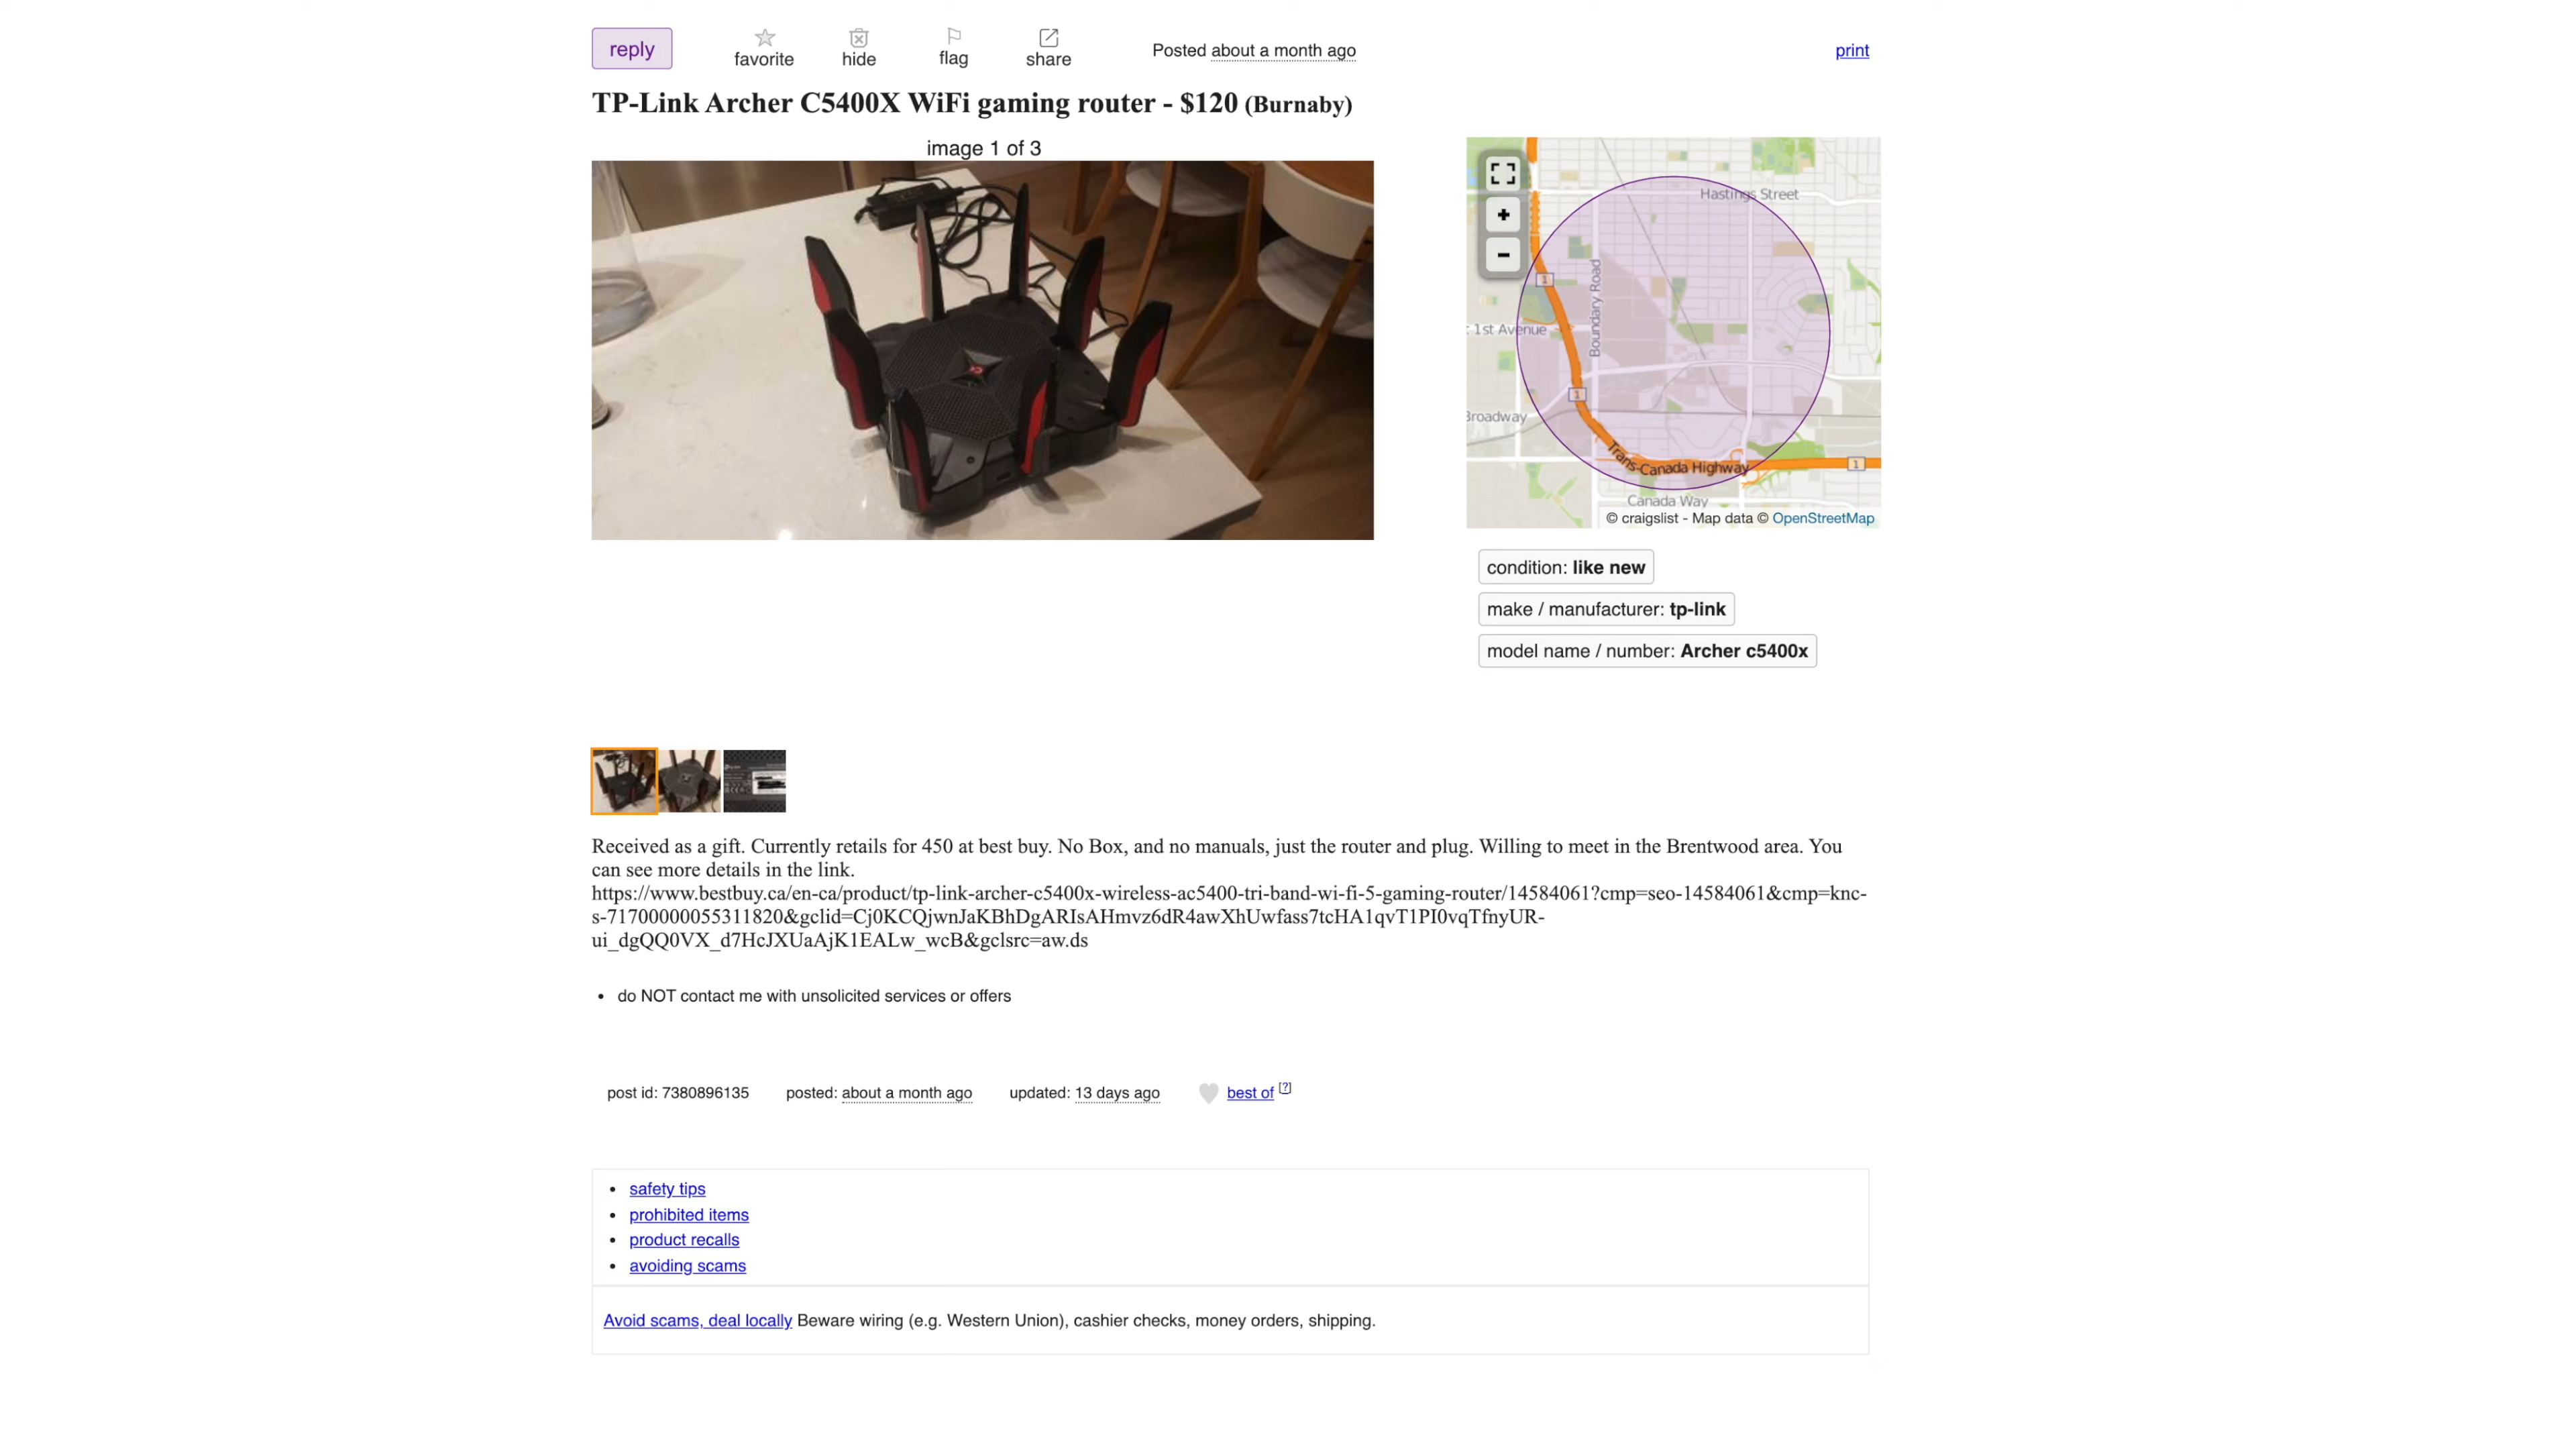 reply
favorite
hide
flag
share
Posted about a month ago
print
TP-Link Archer C5400X WiFi gaming router - $120 (Burnaby)
image 1 of 3
Hastings Street
+
-
1
Boundary Road
1st Avenue
1
Broadway
Trans-Canada Highway
1
Canada Way
© craigslist - Map data © OpenStreetMap
condition: like new
make / manufacturer: tp-link
model name / number: Archer c5400x
Received as a gift. Currently retails for 450 at best buy. No Box, and no manuals, just the router and plug. Willing to meet in the Brentwood area. You
can see more details in the link.
https://www.bestbuy.ca/en-ca/product/tp-link-archer-c5400x-wireless-ac5400-tri-band-wi-fi-5-gaming-router/14584061?cmp=seo-14584061&cmp=knc-
s-71700000055311820&gclid=Cj0KCQjwnJaKBhDgARIsAHmvz6dR4awXhUwfass7tcHA1qvT1PI0vqTfnyUR-
ui_dgQQ0VX_d7HcJXUaAjK1EALw_wcB&gclsrc=aw.ds
• do NOT contact me with unsolicited services or offers
post id: 7380896135
posted: about a month ago
updated: 13 days ago
best of [?]
• safety tips
• prohibited items
• product recalls
• avoiding scams
Avoid scams, deal locally Beware wiring (e.g. Western Union), cashier checks, money orders, shipping.